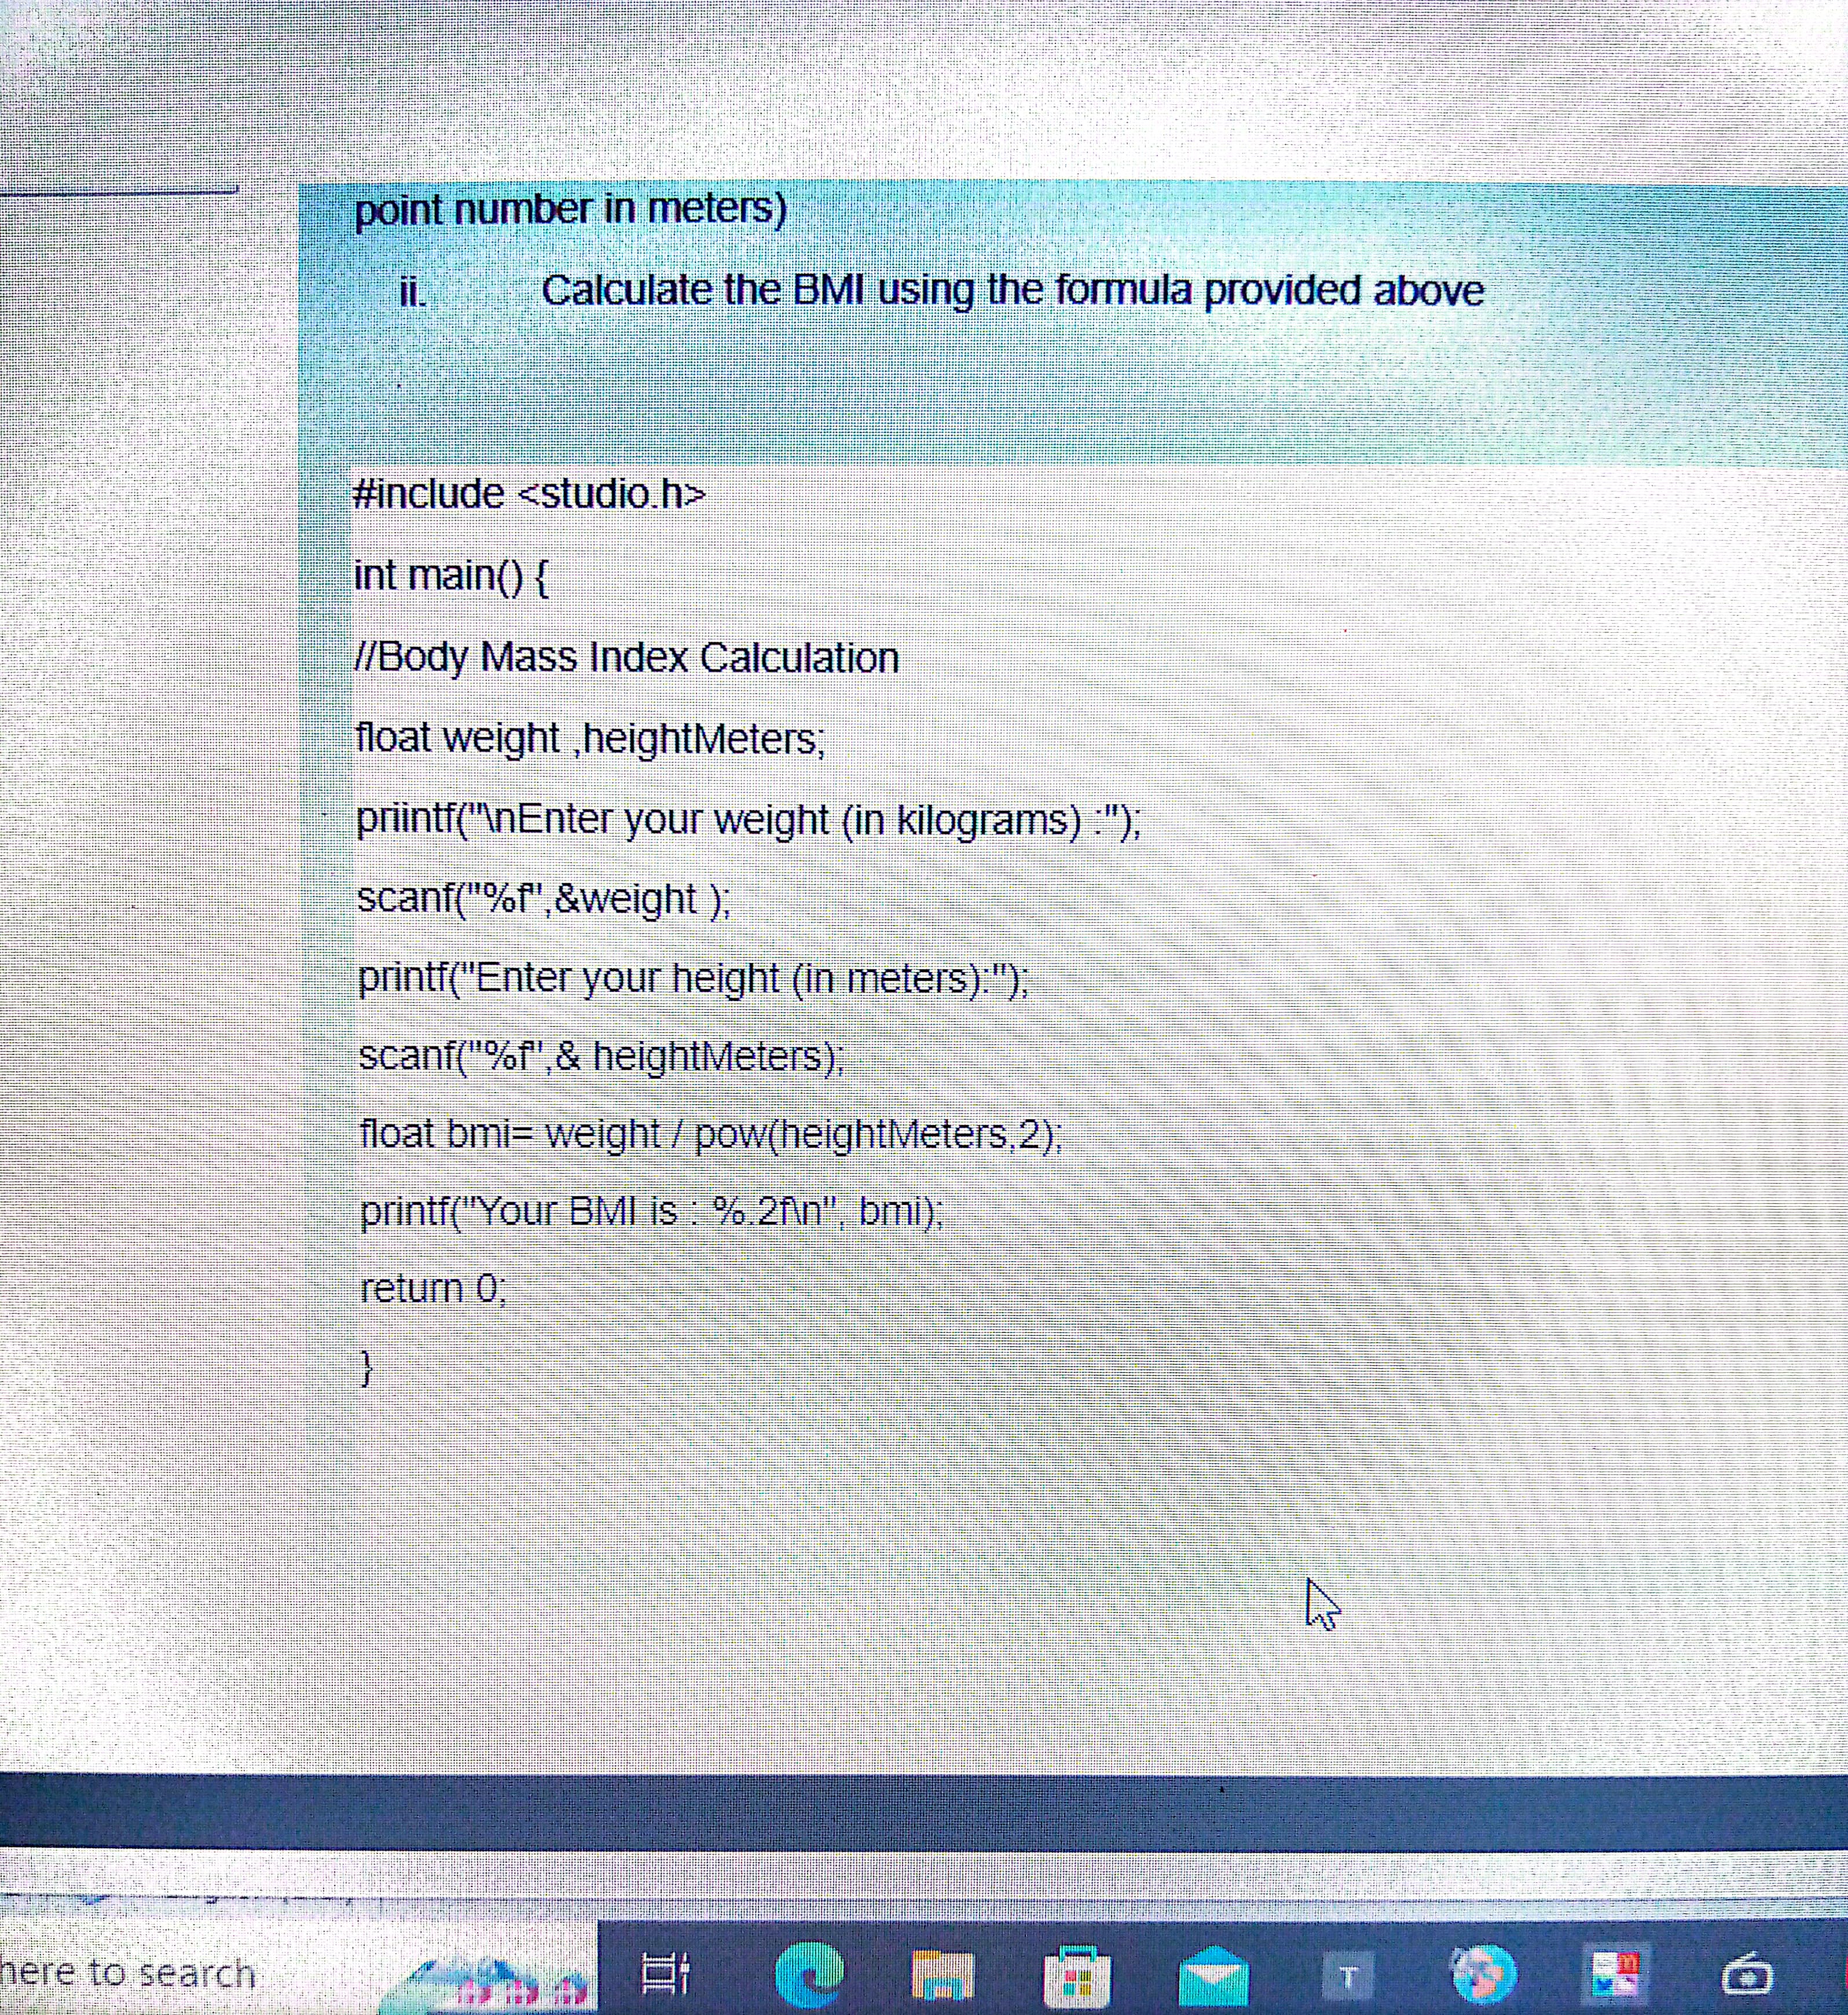 point number in meters)
ii. Calculate the BMI using the formula provided above
#include <studio.h>
int main() {
//Body Mass Index Calculation
float weight ,heightMeters;
priintf("\nEnter your weight (in kilograms) :");
scanf("%f",&weight );
printf("Enter your height (in meters):");
scanf("%f",& heightMeters);
float bmi= weight / pow(heightMeters,2);
printf("Your BMI is : %.2f\n", bmi);
return 0;
}
here to search
T
m